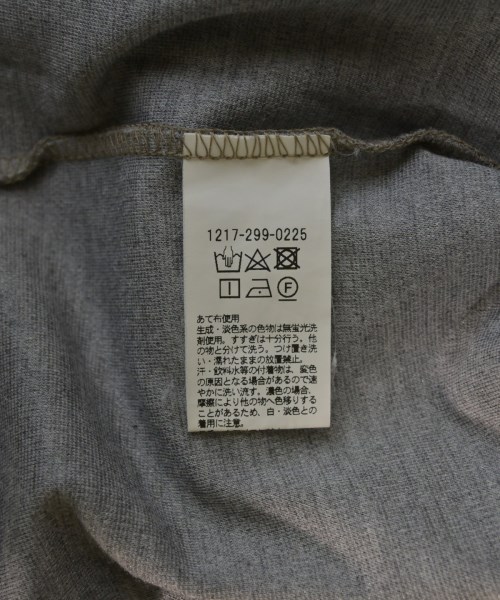 1217-299-0225
F
あて布使用
生成・淡色系の色物は無蛍光洗
剤使用。すすぎは十分行う。他
の物と分けて洗う。つけ置き洗
い・濡れたままの放置禁止。
汗・飲料水等の付着物は、変色
の原因となる場合があるので速
やかに洗い流す。濃色の場合、
摩擦により他の物へ色移りする
ことがあるため、白・淡色との
着用に注意。